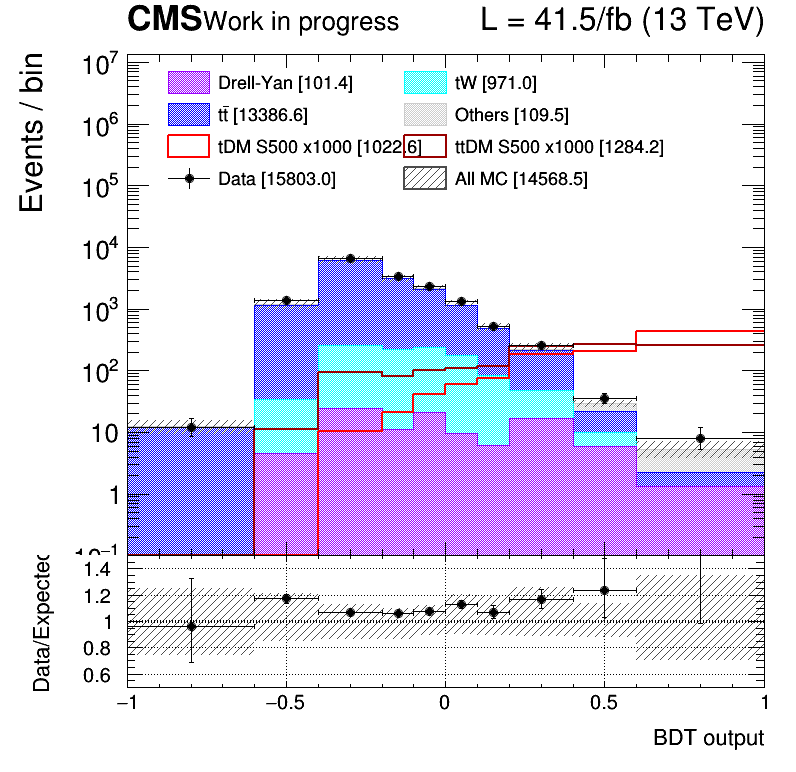 CMS Work in progress L = 41.5/fb (13 TeV)
Events / bin
10⁷
10⁶
10⁵
10⁴
10³
10²
10
1
10⁻¹
Drell-Yan [101.4] tW [971.0]
tt̄ [13386.6] Others [109.5]
tDM S500 x1000 [1022.6] ttDM S500 x1000 [1284.2]
Data [15803.0] All MC [14568.5]
Data/Expected
1.4
1.2
1
0.8
0.6
−1 −0.5 0 0.5 1
BDT output